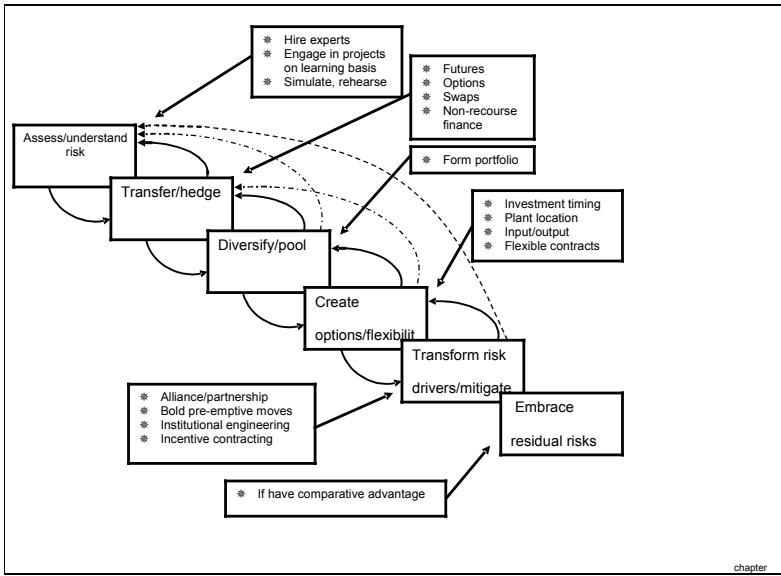 ✵ Hire experts
✵ Engage in projects
on learning basis
✵ Simulate, rehearse
✵ Futures
✵ Options
✵ Swaps
✵ Non-recourse
finance
Assess/understand
risk
✵ Form portfolio
Transfer/hedge
✵ Investment timing
✵ Plant location
✵ Input/output
✵ Flexible contracts
Diversify/pool
Create
options/flexibilit
Transform risk
drivers/mitigate
✵ Alliance/partnership
✵ Bold pre-emptive moves
✵ Institutional engineering
✵ Incentive contracting
Embrace
residual risks
✵ If have comparative advantage
chapter